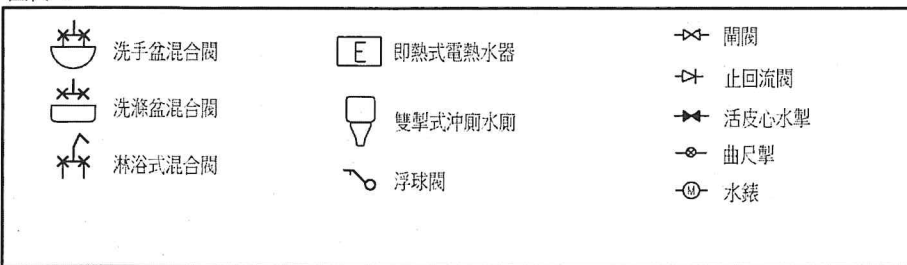 洗手盆混合閥
洗滌盆混合閥
淋浴式混合閥
E 即熱式電熱水器
雙掣式沖廁水廁
浮球閥
閘閥
止回流閥
活皮心水掣
曲尺掣
M 水錶